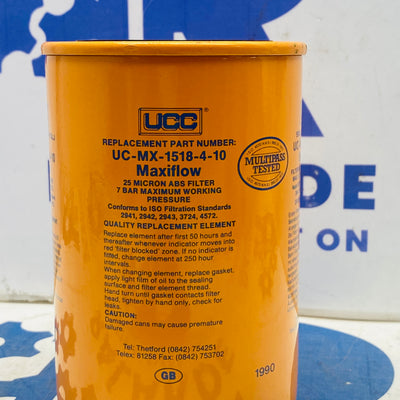 UCC
REPLACEMENT PART NUMBER:
UC-MX-1518-4-10
Maxiflow
25 MICRON ABS FILTER
7 BAR MAXIMUM WORKING
PRESSURE
Conforms to ISO Filtration Standards
2941, 2942, 2943, 3724, 4572.
QUALITY REPLACEMENT ELEMENT
Replace element after first 50 hours and
thereafter whenever indicator moves into
red 'filter blocked' zone. If no indicator is
fitted, change element at 250 hour
intervals.
When changing element, replace gasket,
apply light film of oil to the sealing
surface and filter element thread.
Hand turn until gasket contacts filter
head, tighten by hand only, check for
leaks.
CAUTION:
Damaged cans may cause premature
failure.
Tel: Thetford (0842) 754251
Telex: 81258 Fax: (0842) 753702
GB
1990
MULTIPASS
TESTED
R
IDE
ON